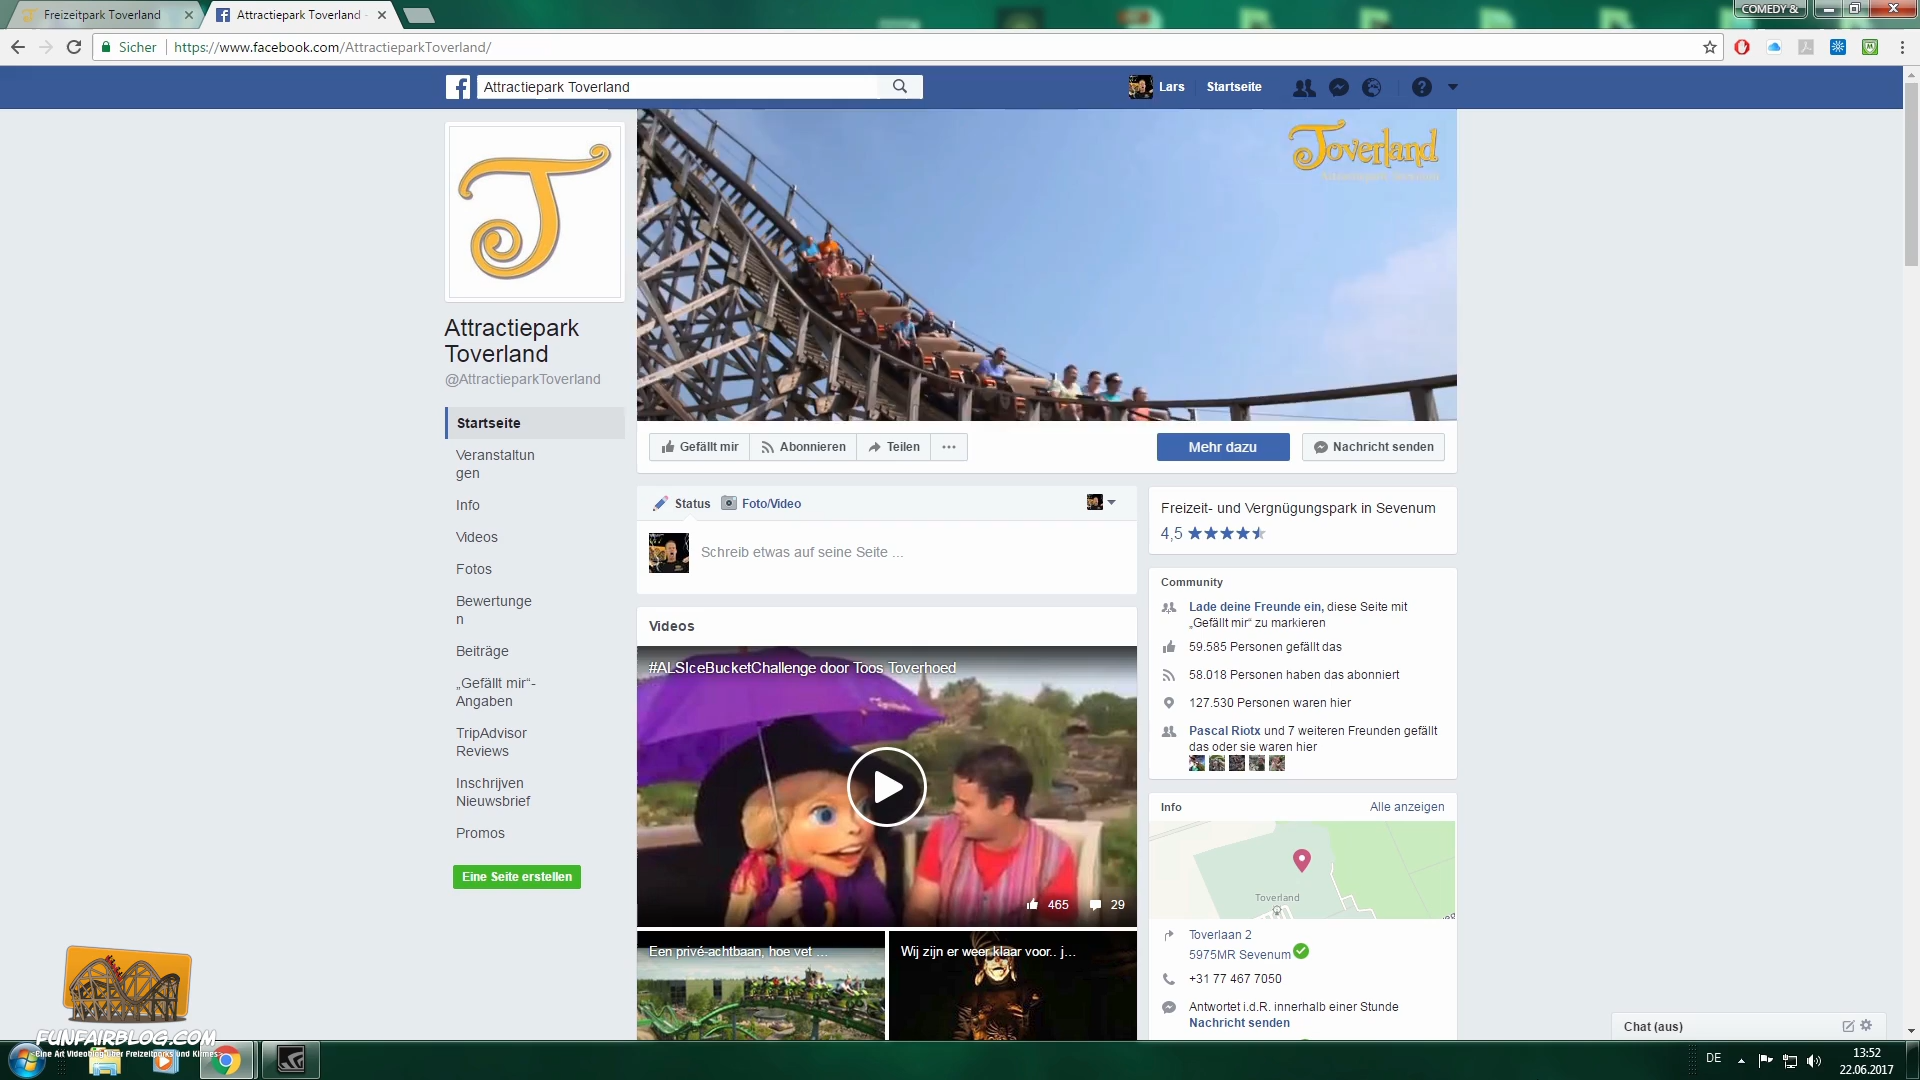 Freizeitpark Toverland
Attractiepark Toverland -
COMEDY &
Sicher
https://www.facebook.com/AttractieparkToverland/
Attractiepark Toverland
Lars
Startseite
Toverland
Attractiepark
Toverland
@AttractieparkToverland
Startseite
Veranstaltun
gen
Info
Videos
Fotos
Bewertunge
n
Beiträge
„Gefällt mir“-
Angaben
TripAdvisor
Reviews
Inschrijven
Nieuwsbrief
Promos
Eine Seite erstellen
Gefällt mir
Abonnieren
Teilen
Mehr dazu
Nachricht senden
Status
Foto/Video
Schreib etwas auf seine Seite ...
Videos
#ALSIceBucketChallenge door Toos Toverhoed
465
29
Een privé-achtbaan, hoe vet ...
Wij zijn er weer klaar voor.. j...
Freizeit- und Vergnügungspark in Sevenum
4,5
Community
Lade deine Freunde ein, diese Seite mit
„Gefällt mir“ zu markieren
59.585 Personen gefällt das
58.018 Personen haben das abonniert
127.530 Personen waren hier
Pascal Riotx und 7 weiteren Freunden gefällt
das oder sie waren hier
Info
Alle anzeigen
Toverland
Toverlaan 2
5975MR Sevenum
+31 77 467 7050
Antwortet i.d.R. innerhalb einer Stunde
Nachricht senden
Chat (aus)
FUNFAIRBLOG.COM
Eine Art Videoblog über Freizeitparks und Kirmes
DE
13:52
22.06.2017